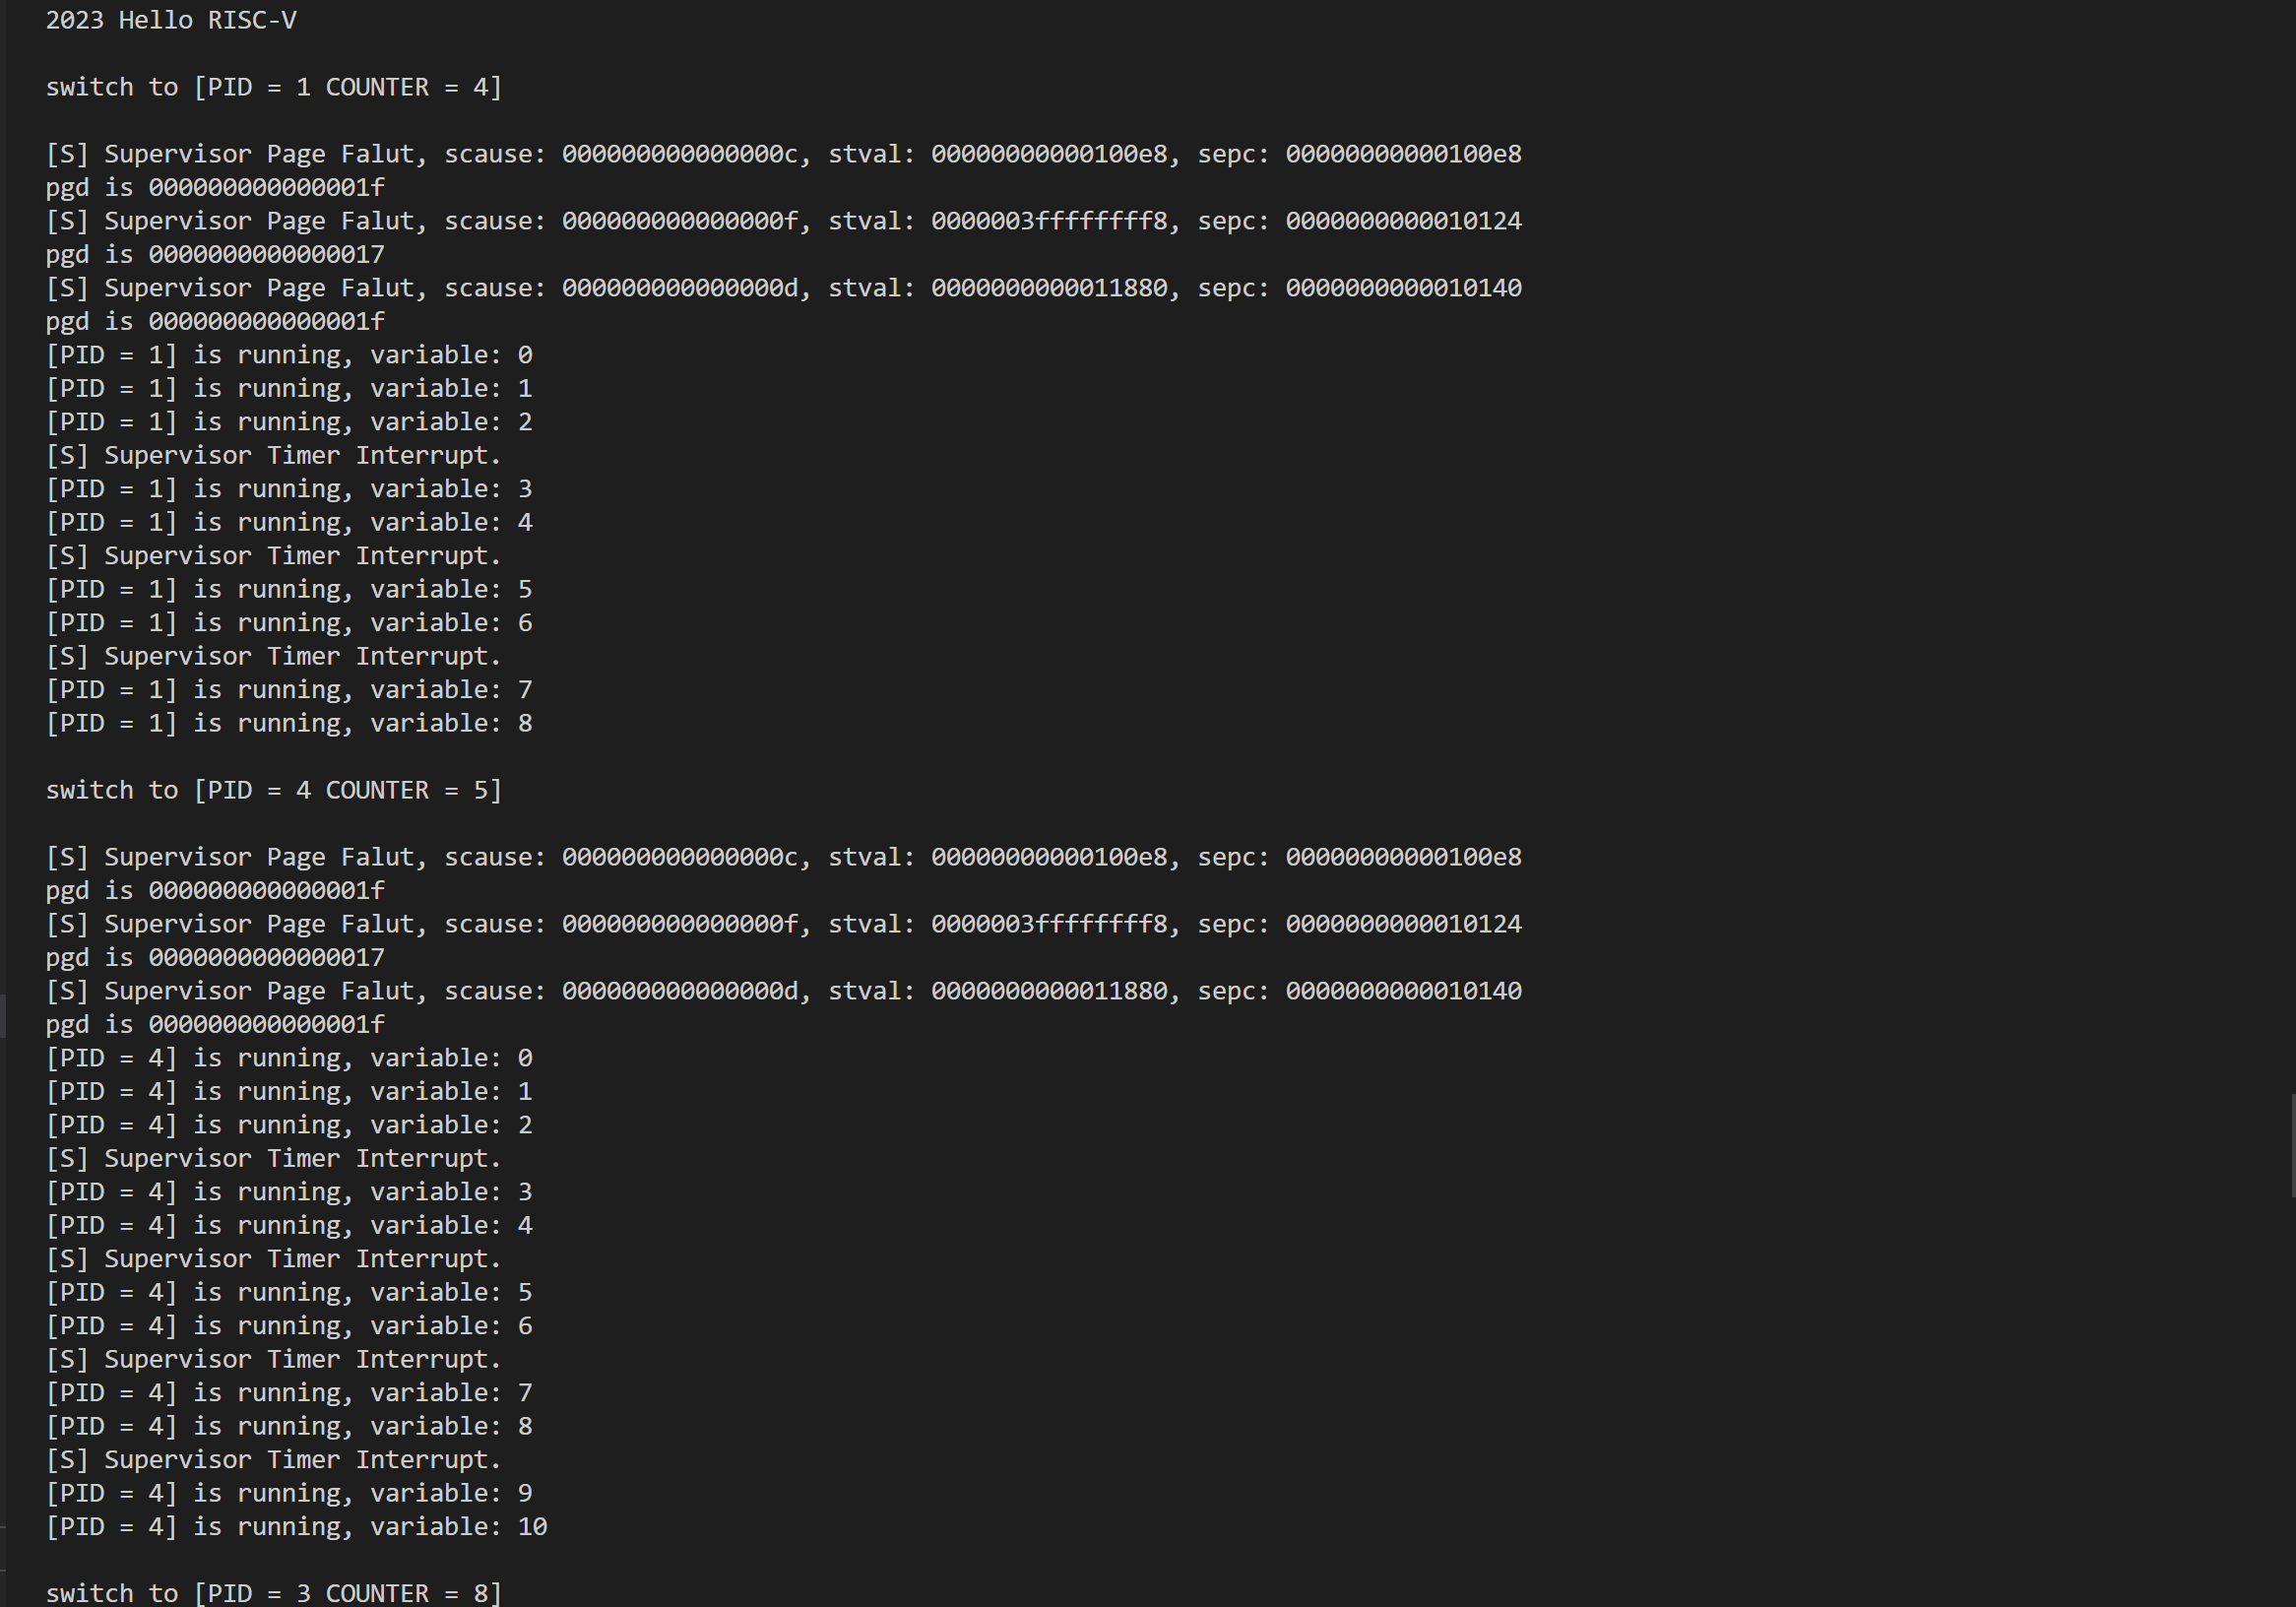 2023 Hello RISC-V
switch to [PID = 1 COUNTER = 4]
[S] Supervisor Page Falut, scause: 000000000000000c, stval: 00000000000100e8, sepc: 00000000000100e8
pgd is 000000000000001f
[S] Supervisor Page Falut, scause: 000000000000000f, stval: 0000003ffffffff8, sepc: 0000000000010124
pgd is 0000000000000017
[S] Supervisor Page Falut, scause: 000000000000000d, stval: 0000000000011880, sepc: 0000000000010140
pgd is 000000000000001f
[PID = 1] is running, variable: 0
[PID = 1] is running, variable: 1
[PID = 1] is running, variable: 2
[S] Supervisor Timer Interrupt.
[PID = 1] is running, variable: 3
[PID = 1] is running, variable: 4
[S] Supervisor Timer Interrupt.
[PID = 1] is running, variable: 5
[PID = 1] is running, variable: 6
[S] Supervisor Timer Interrupt.
[PID = 1] is running, variable: 7
[PID = 1] is running, variable: 8
switch to [PID = 4 COUNTER = 5]
[S] Supervisor Page Falut, scause: 000000000000000c, stval: 00000000000100e8, sepc: 00000000000100e8
pgd is 000000000000001f
[S] Supervisor Page Falut, scause: 000000000000000f, stval: 0000003ffffffff8, sepc: 0000000000010124
pgd is 0000000000000017
[S] Supervisor Page Falut, scause: 000000000000000d, stval: 0000000000011880, sepc: 0000000000010140
pgd is 000000000000001f
[PID = 4] is running, variable: 0
[PID = 4] is running, variable: 1
[PID = 4] is running, variable: 2
[S] Supervisor Timer Interrupt.
[PID = 4] is running, variable: 3
[PID = 4] is running, variable: 4
[S] Supervisor Timer Interrupt.
[PID = 4] is running, variable: 5
[PID = 4] is running, variable: 6
[S] Supervisor Timer Interrupt.
[PID = 4] is running, variable: 7
[PID = 4] is running, variable: 8
[S] Supervisor Timer Interrupt.
[PID = 4] is running, variable: 9
[PID = 4] is running, variable: 10
switch to [PID = 3 COUNTER = 8]